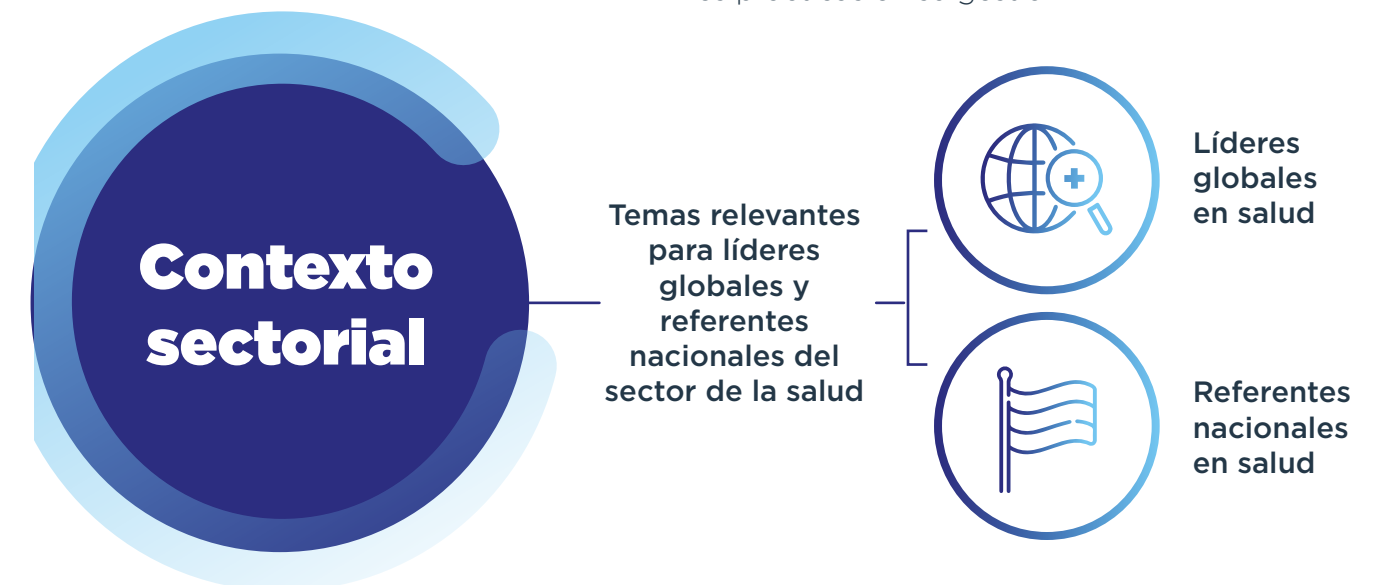 Contexto
sectorial
Temas relevantes
para líderes
globales y
referentes
nacionales del
sector de la salud
Líderes
globales
en salud
Referentes
nacionales
en salud